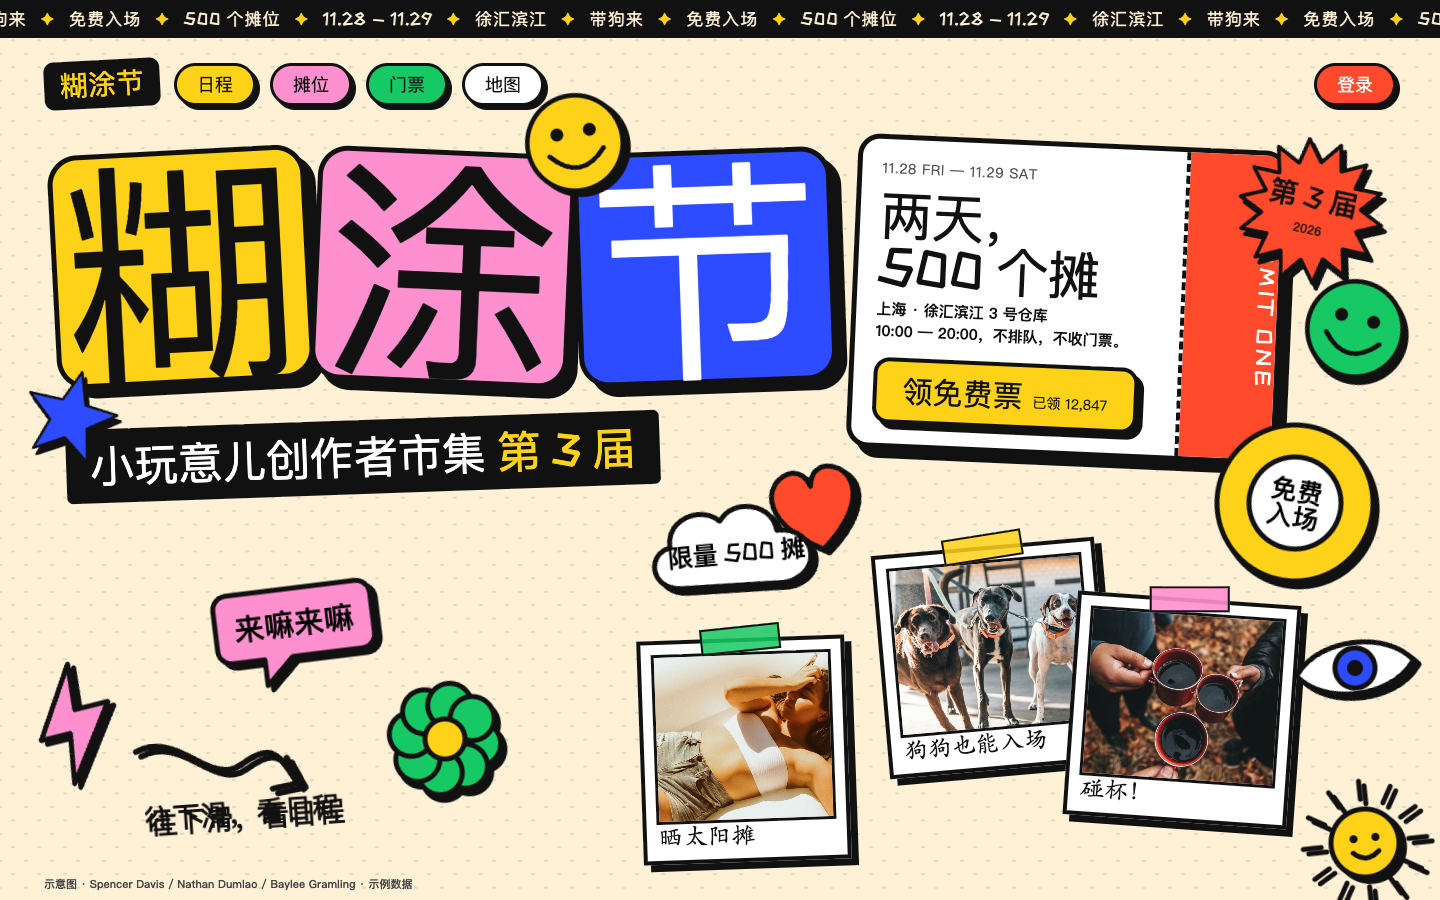 来 ✦ 免费入场 ✦ 500 个摊位 ✦ 11.28 – 11.29 ✦ 徐汇滨江 ✦ 带狗来 ✦ 免费入场 ✦ 500 个摊位 ✦ 11.28 – 11.29 ✦ 徐汇滨江 ✦ 带狗来 ✦ 免费入场 ✦
糊涂节
日程
摊位
门票
地图
登录
糊涂节
小玩意儿创作者市集 第 3 届
11.28 FRI — 11.29 SAT
两天，
500 个摊
上海 · 徐汇滨江 3 号仓库
10:00 — 20:00，不排队，不收门票。
领免费票 已领 12,847
MIT ONE
第 3 届
2026
免费
入场
限量 500 摊
来嘛来嘛
往下滑，看日程
狗狗也能入场
碰杯！
晒太阳摊
示意图 · Spencer Davis / Nathan Dumlao / Baylee Gramling · 示例数据